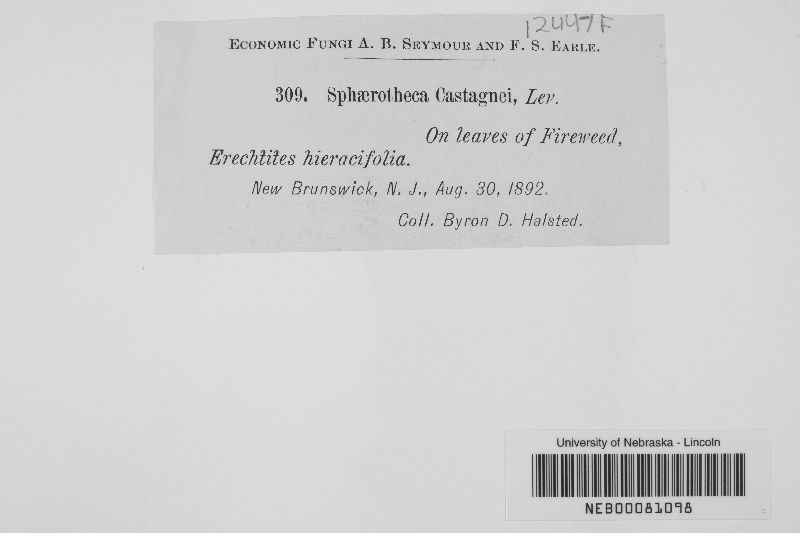 12447F
ECONOMIC FUNGI A. B. SEYMOUR AND F. S. EARLE.
309. Sphærotheca Castagnei, Lev.
On leaves of Fireweed,
Erechtites hieracifolia.
New Brunswick, N. J., Aug. 30, 1892.
Coll. Byron D. Halsted.
University of Nebraska - Lincoln
NEB00081098